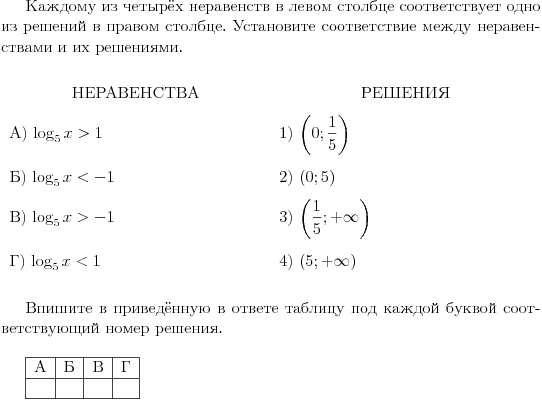 Каждому из четырёх неравенств в левом столбце соответствует одно
из решений в правом столбце. Установите соответствие между неравен-
ствами и их решениями.
НЕРАВЕНСТВА РЕШЕНИЯ
А) log₅ x > 1 1) (0; 1/5)
Б) log₅ x < −1 2) (0; 5)
В) log₅ x > −1 3) (1/5; +∞)
Г) log₅ x < 1 4) (5; +∞)
Впишите в приведённую в ответе таблицу под каждой буквой соот-
ветствующий номер решения.
А Б В Г